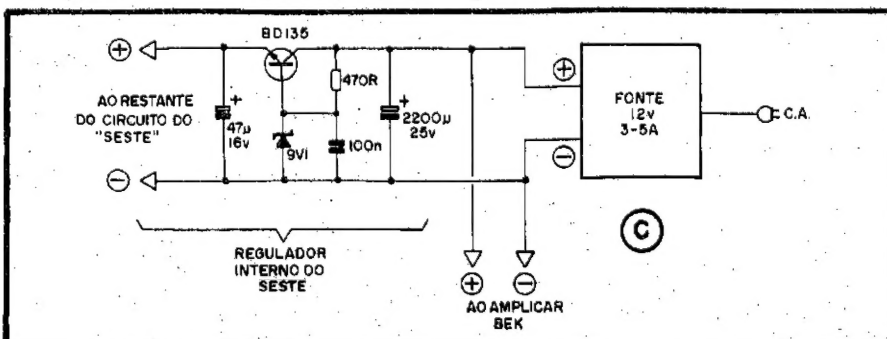 BD135
+
AO RESTANTE
DO CIRCUITO DO
"SESTE"
−
+
47µ
16v
9V1
470R
100n
+
2200µ
25v
+
FONTE
12v
3-5A
−
C.A.
C
REGULADOR
INTERNO DO
SESTE
+ −
AO AMPLICAR
BEK